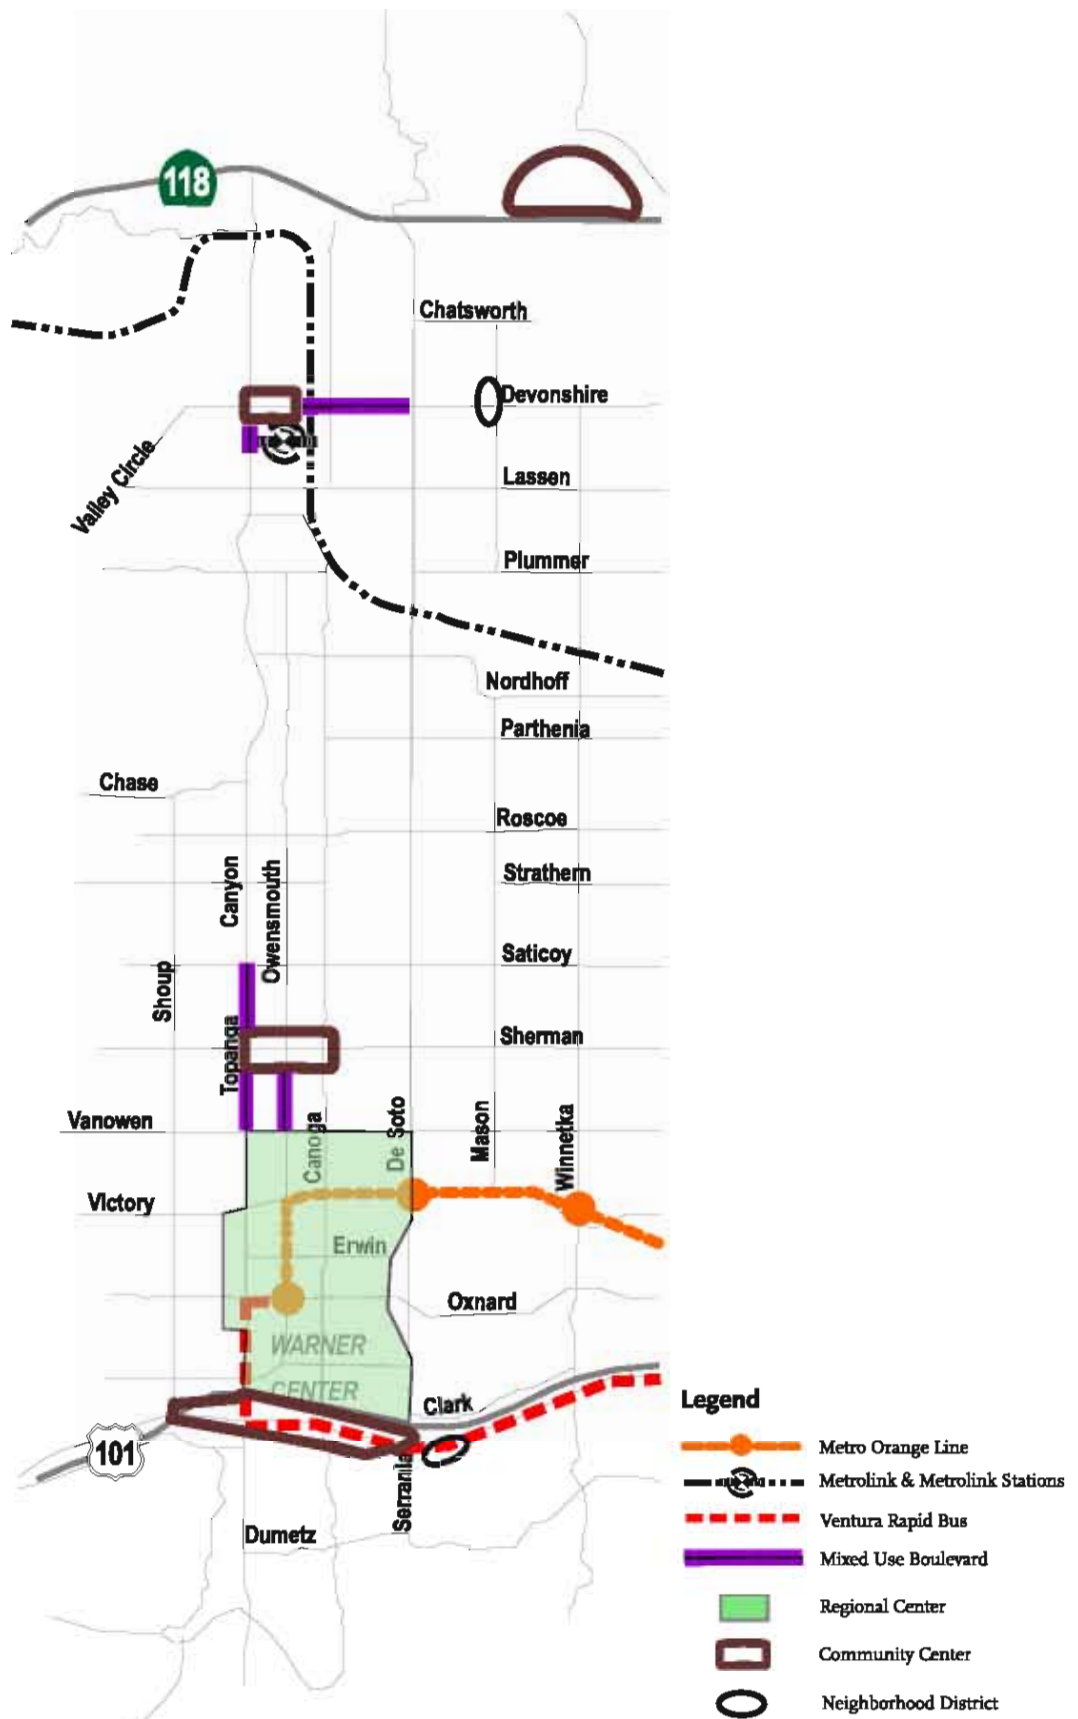 118
Chatsworth
Devonshire
Valley Circle
Lassen
Plummer
Nordhoff
Parthenia
Chase
Roscoe
Canyon
Owensmouth
Strathern
Saticoy
Shoup
Topanga
Sherman
Vanowen
Canoga
De Soto
Mason
Winnetka
Victory
Erwin
Oxnard
WARNER
CENTER
Clark
101
Serrania
Dumetz
Legend
Metro Orange Line
Metrolink & Metrolink Stations
Ventura Rapid Bus
Mixed Use Boulevard
Regional Center
Community Center
Neighborhood District